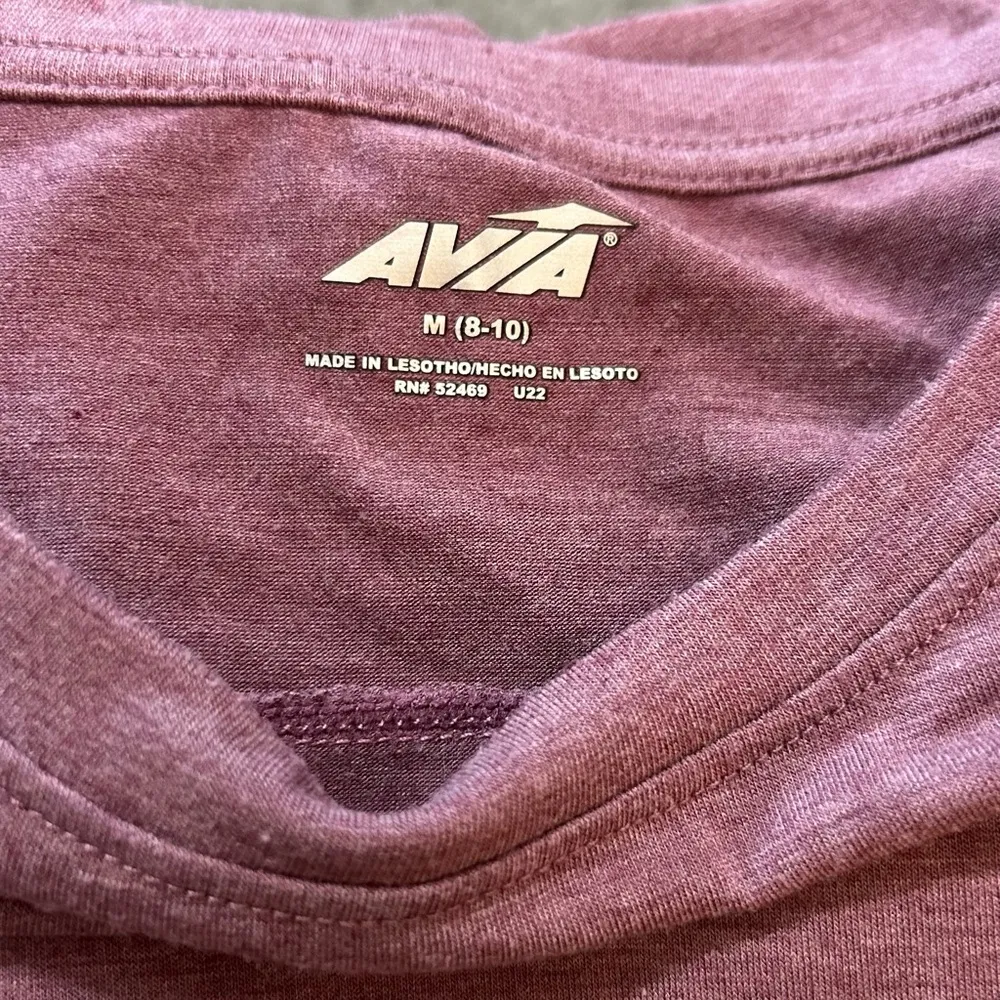 AVIA®
M (8-10)
MADE IN LESOTHO/HECHO EN LESOTO
RN# 52469 U22